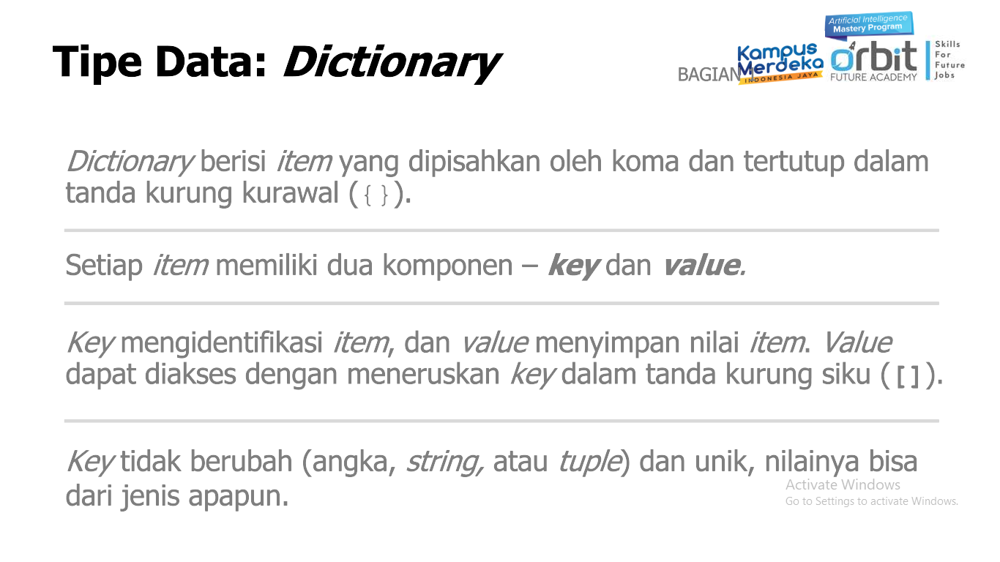 Artificial Intelligence
Mastery Program
Tipe Data: Dictionary
BAGIAN 1
Kampus
Merdeka
INDONESIA JAYA
orbit
FUTURE ACADEMY
Skills
For
Future
Jobs
Dictionary berisi item yang dipisahkan oleh koma dan tertutup dalam
tanda kurung kurawal ({}).
Setiap item memiliki dua komponen – key dan value.
Key mengidentifikasi item, dan value menyimpan nilai item. Value
dapat diakses dengan meneruskan key dalam tanda kurung siku ([]).
Key tidak berubah (angka, string, atau tuple) dan unik, nilainya bisa
dari jenis apapun.
Activate Windows
Go to Settings to activate Windows.